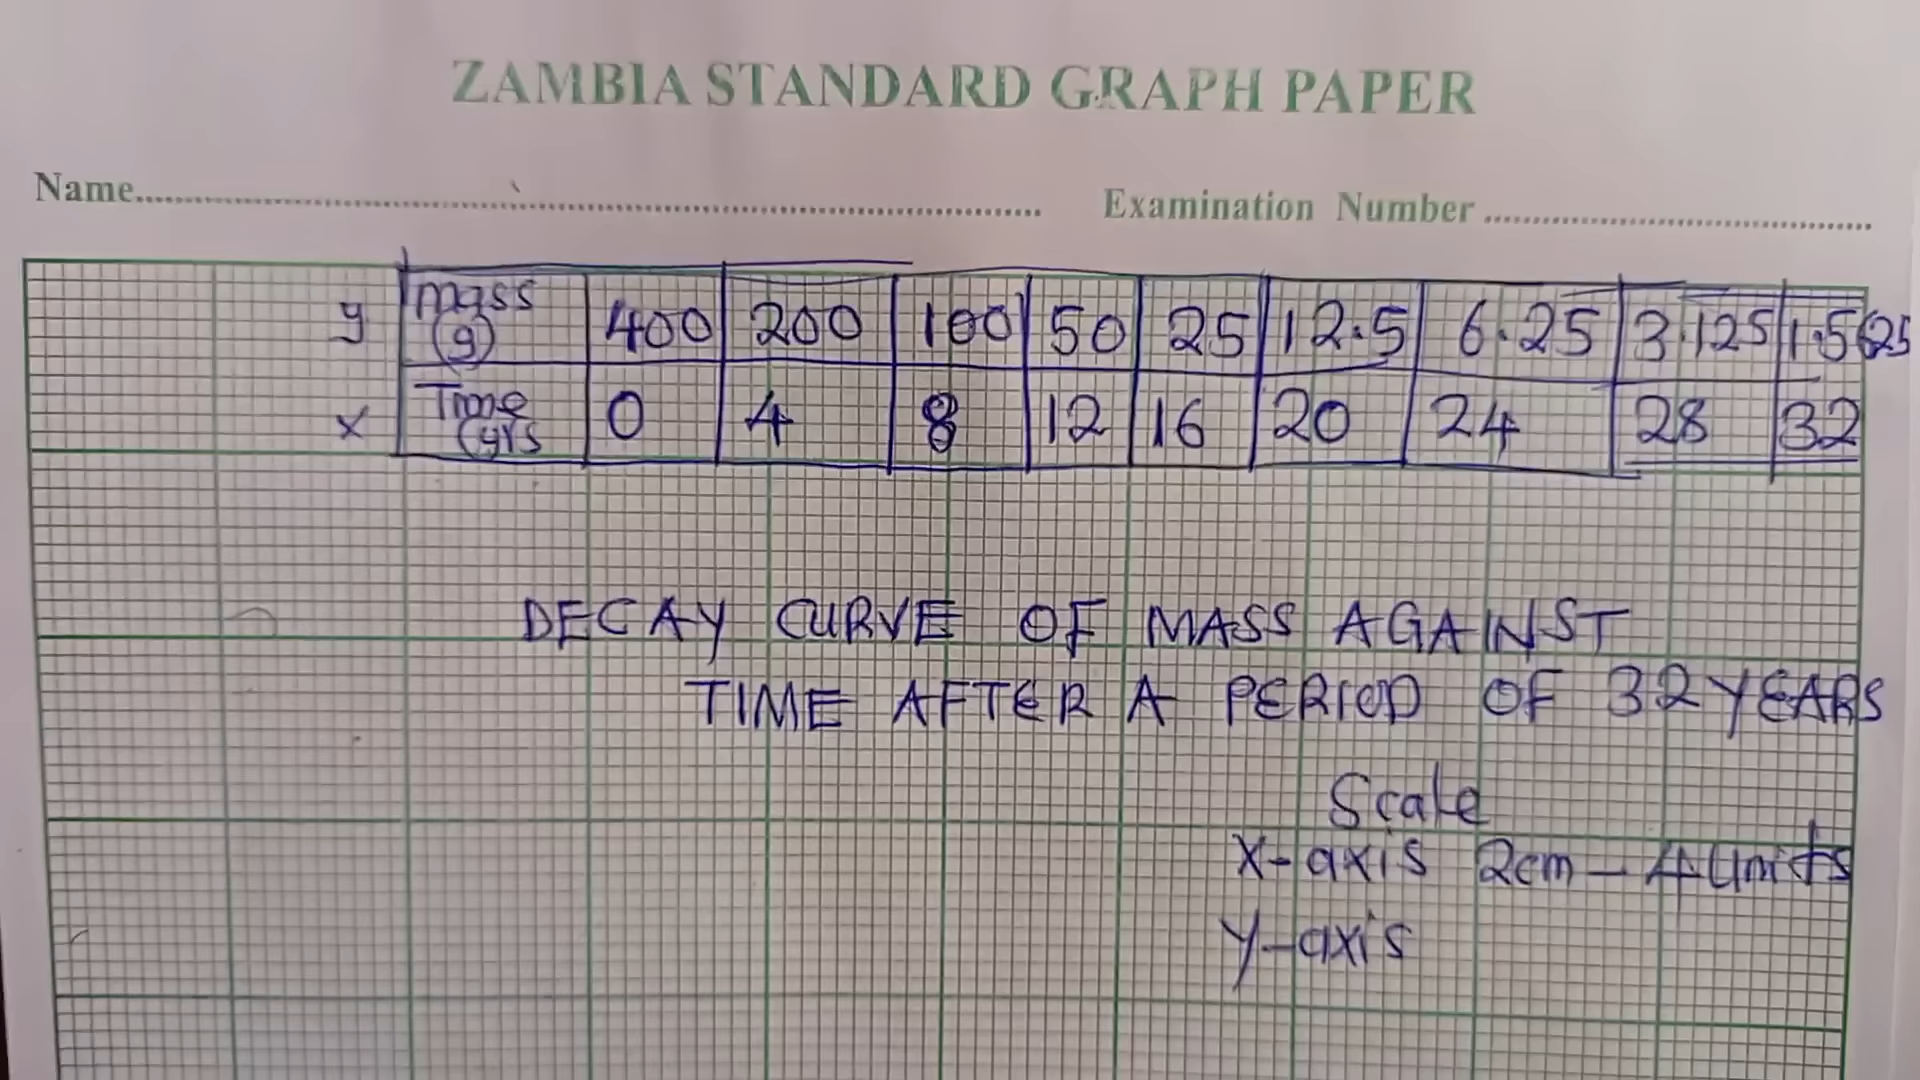 ZAMBIA STANDARD GRAPH PAPER
Name Examination Number
y mass (g) 400 200 100 50 25 12.5 6.25 3.125 1.5625
x Time (yrs 0 4 8 12 16 20 24 28 32
DECAY CURVE OF MASS AGAINST
TIME AFTER A PERIOD OF 32 YEARS
Scale
X-axis 2cm - 4 units
Y-axis